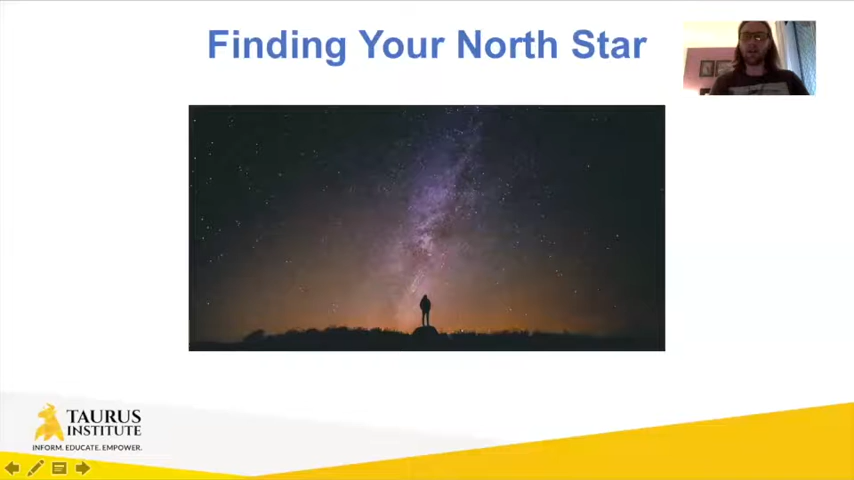 Finding Your North Star
TAURUS
INSTITUTE
INFORM. EDUCATE. EMPOWER.